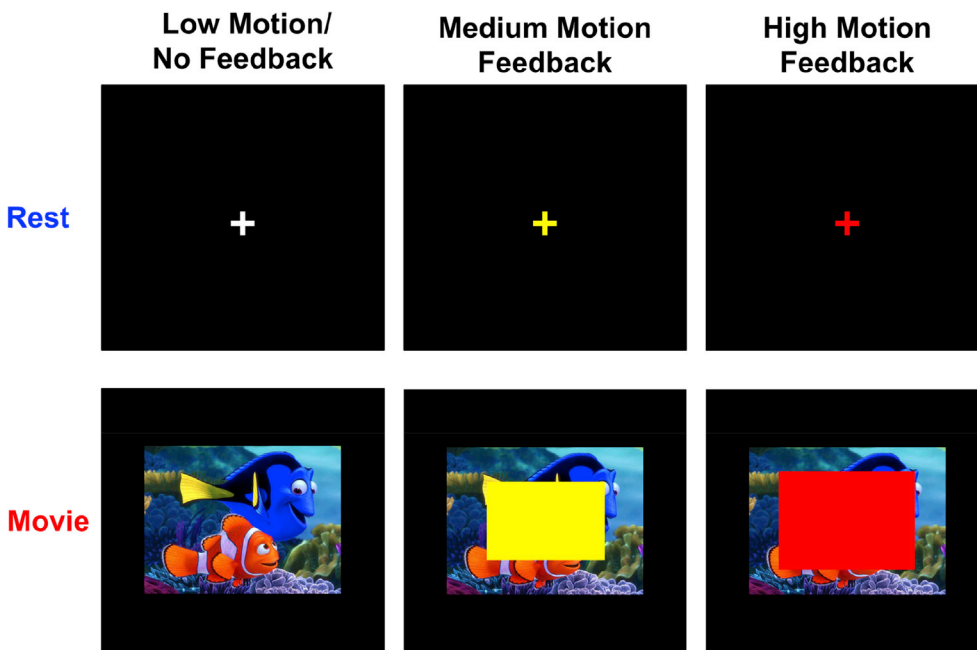 Low Motion/
No Feedback
Medium Motion
Feedback
High Motion
Feedback
Rest
Movie